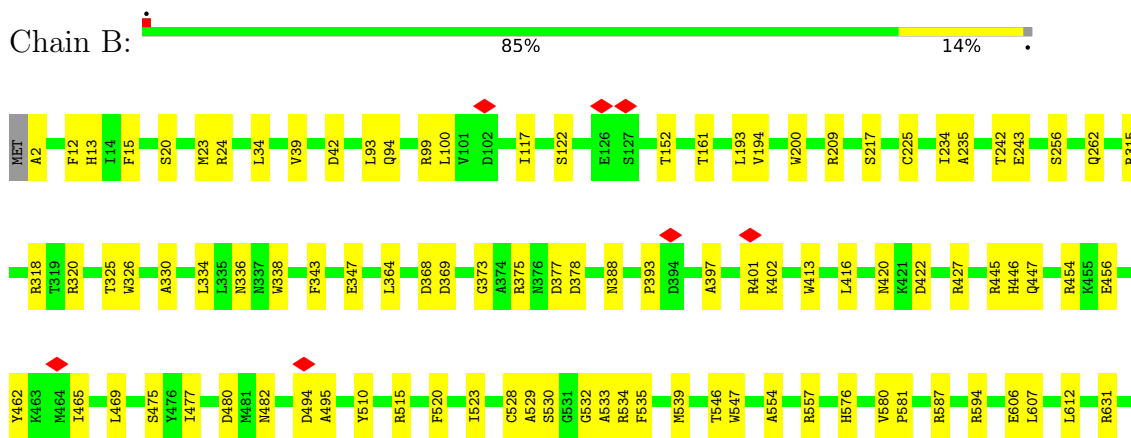 Chain B:
85%
14%
MET A2 F12 H13 I14 F15 S20 M23 R24 L34 V39 D42 L93 Q94 R99 L100 V101 D102 I117 S122 E126 S127 T152 T161 L193 V194 W200 R209 S217 C225 I234 A235 T242 E243 S256 Q262 R315
R318 T319 R320 T325 W326 A330 L334 L335 N336 N337 W338 F343 E347 L364 D368 D369 G373 A374 R375 N376 D377 D378 N388 P393 D394 A397 R401 K402 W413 L416 N420 K421 D422 R427 R445 H446 Q447 R454 K455 E456
Y462 K463 M464 I465 L469 S475 Y476 I477 D480 M481 N482 D494 A495 Y510 R515 F520 I523 C528 A529 S530 G531 G532 A533 R534 F535 M539 T546 W547 A554 R557 H576 V580 P581 R587 R594 E606 L607 L612 R631